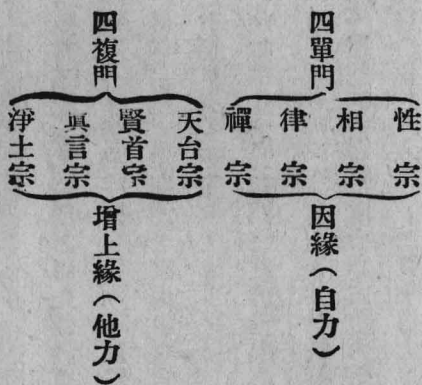 四單門
性宗
相宗
律宗
禪宗
因緣(自力)
四複門
天台宗
賢首宗
眞言宗
淨土宗
增上緣(他力)